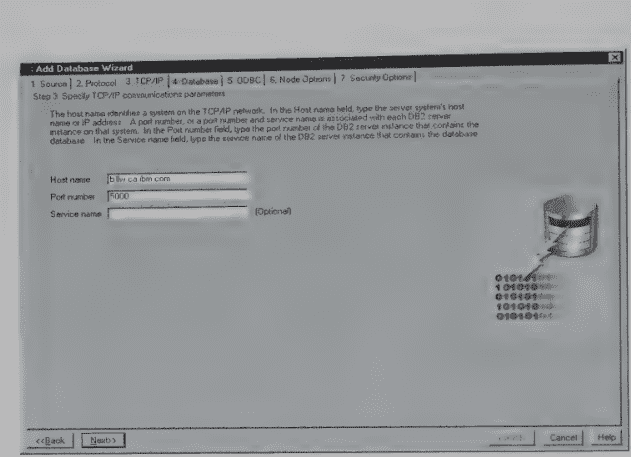 Add Database Wizard
1 Source 2. Protocol 3 TCP/IP 4. Database 5 ODBC 6. Node Options 7 Security Options
Step 3 Specify TCP/IP communications parameters
The host name identifies a system on the TCP/IP network. In the Host name field, type the server system's host
name or IP address. A port number, or a port number and service name is associated with each DB2 server
instance on that system. In the Port number field, type the port number of the DB2 server instance that contains the
database. In the Service name field, type the service name of the DB2 server instance that contains the database
Host name
Port number 5000
Service name (Optional)
010101
101010
010101
101010
010101
<<Back Next>> Cancel Help